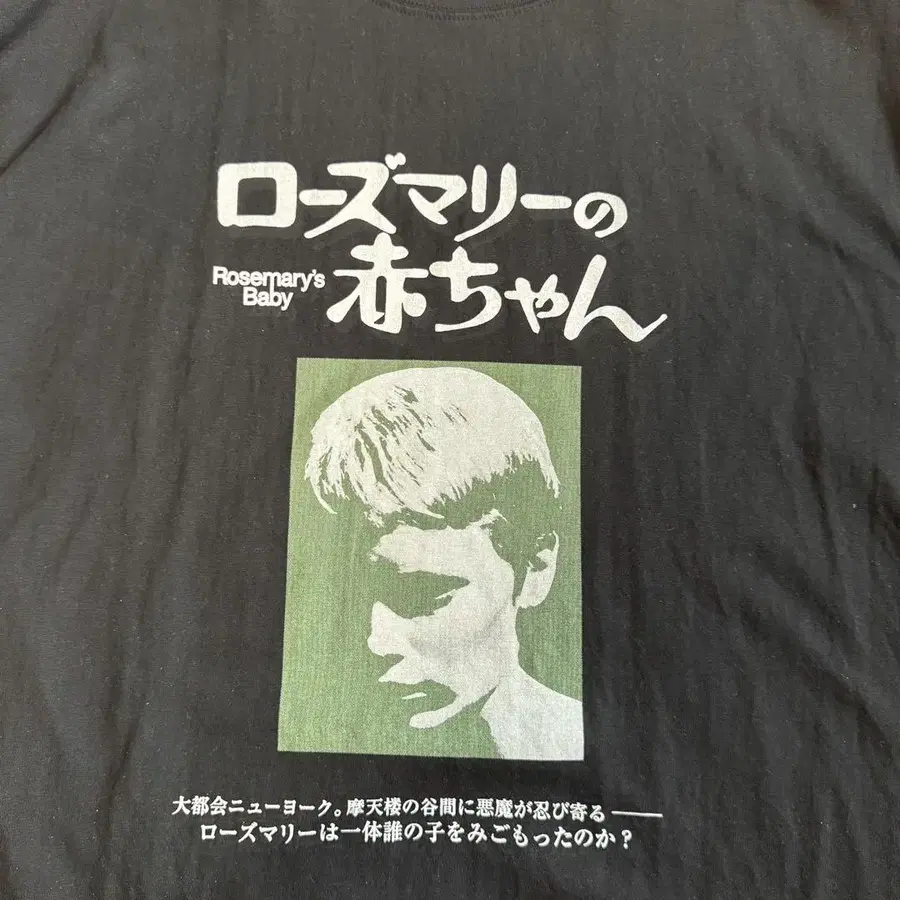 ローズマリーの
Rosemary's
Baby
赤ちゃん
大都会ニューヨーク。摩天楼の谷間に悪魔が忍び寄る――
ローズマリーは一体誰の子をみごもったのか？